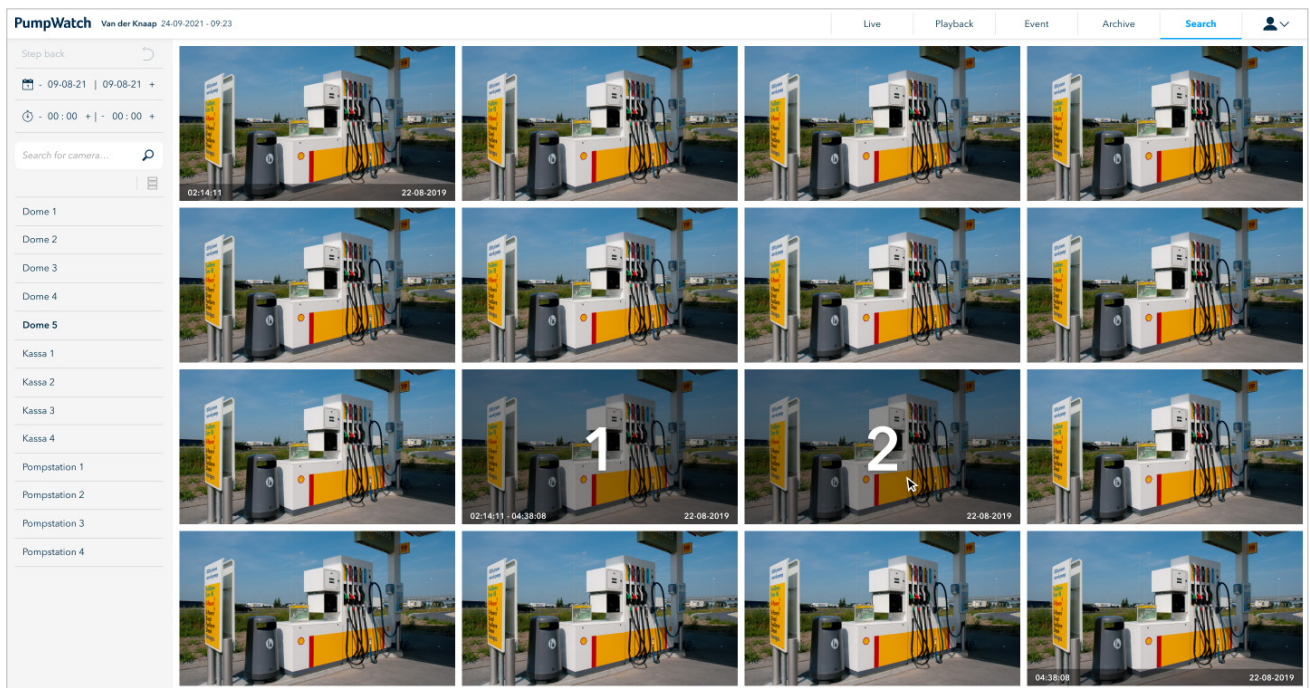 PumpWatch Van der Knaap 24-09-2021 - 09:23
Live Playback Event Archive Search
Step back
- 09-08-21 | 09-08-21 +
- 00 : 00 + | - 00 : 00 +
Search for camera...
Dome 1
Dome 2
Dome 3
Dome 4
Dome 5
Kassa 1
Kassa 2
Kassa 3
Kassa 4
Pompstation 1
Pompstation 2
Pompstation 3
Pompstation 4
02:14:11 22-08-2019
1
02:14:11 - 04:38:08 22-08-2019
2
22-08-2019
04:38:08 22-08-2019